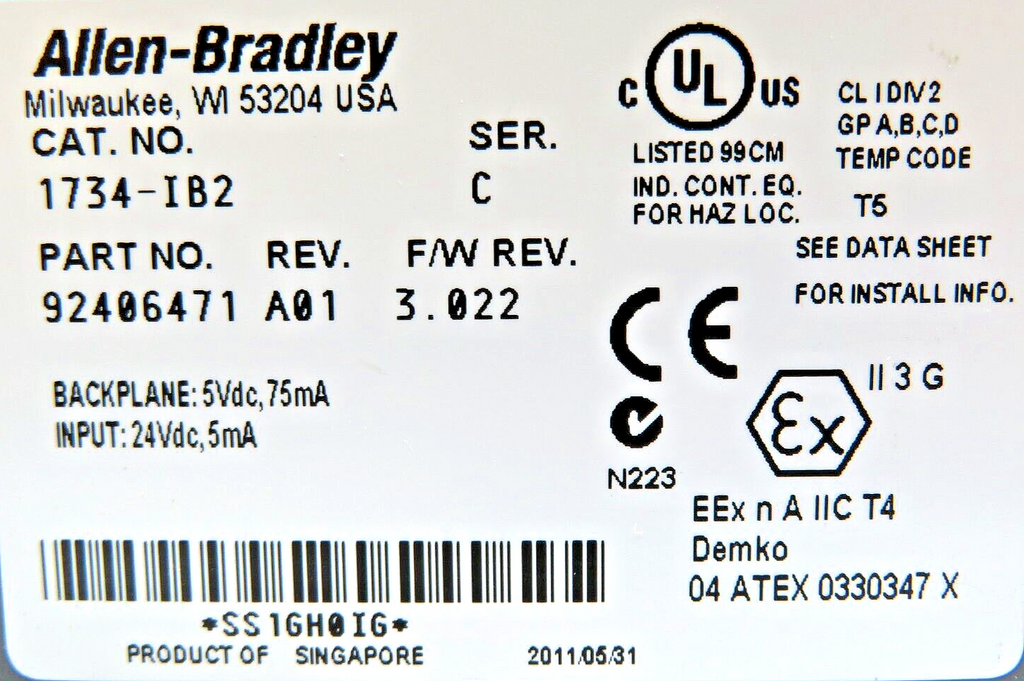 Allen-Bradley
Milwaukee, WI 53204 USA
CAT. NO. SER.
1734-IB2 C
PART NO. REV. F/W REV.
92406471 A01 3.022
BACKPLANE: 5Vdc, 75mA
INPUT: 24Vdc, 5mA
*SS1GH0IG*
PRODUCT OF SINGAPORE 2011/05/31
C UL US
LISTED 99CM
IND. CONT. EQ.
FOR HAZ LOC.
CL I DIV 2
GP A,B,C,D
TEMP CODE
T5
SEE DATA SHEET
FOR INSTALL INFO.
CE
N223
Ex II 3 G
EEx n A IIC T4
Demko
04 ATEX 0330347 X